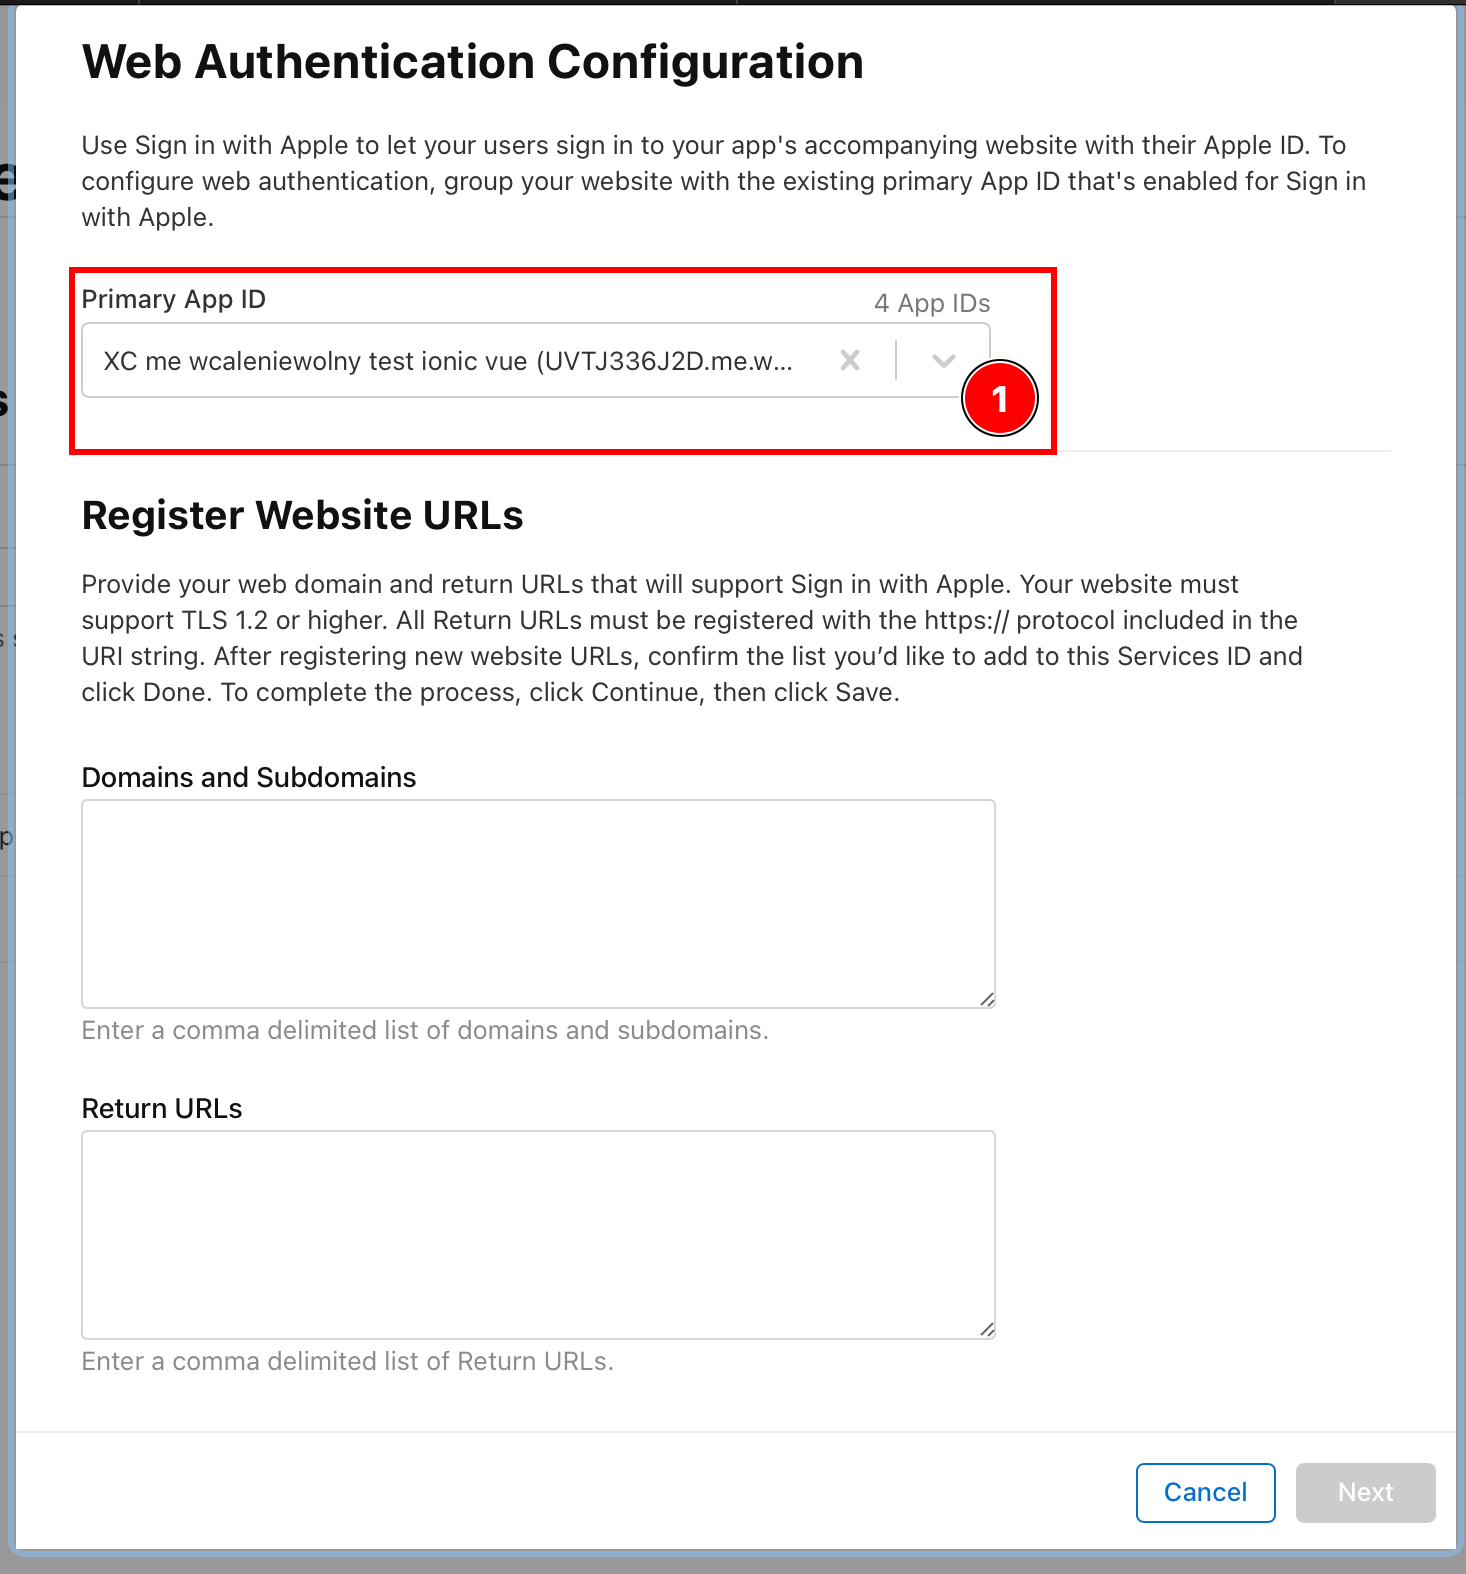 Web Authentication Configuration
Use Sign in with Apple to let your users sign in to your app's accompanying website with their Apple ID. To
configure web authentication, group your website with the existing primary App ID that's enabled for Sign in
with Apple.
Primary App ID
4 App IDs
XC me wcaleniewolny test ionic vue (UVTJ336J2D.me.w...
1
Register Website URLs
Provide your web domain and return URLs that will support Sign in with Apple. Your website must
support TLS 1.2 or higher. All Return URLs must be registered with the https:// protocol included in the
URI string. After registering new website URLs, confirm the list you’d like to add to this Services ID and
click Done. To complete the process, click Continue, then click Save.
Domains and Subdomains
Enter a comma delimited list of domains and subdomains.
Return URLs
Enter a comma delimited list of Return URLs.
Cancel
Next